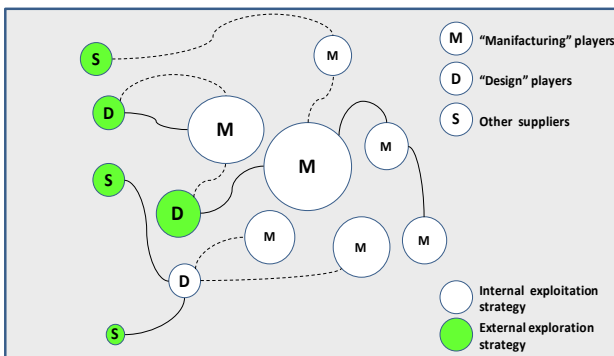 S
M
M "Manifacturing" players
D
M
D "Design" players
M
M
S Other suppliers
S
D
M
M
M
D
Internal exploitation
strategy
S
External exploration
strategy